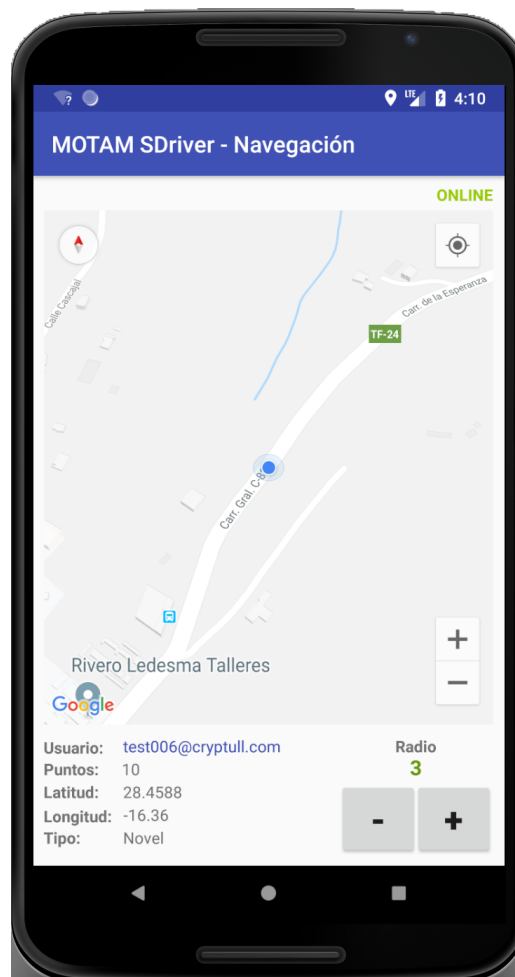 LTE 4:10
MOTAM SDriver - Navegación
ONLINE
Calle Cascajal
Carr. de la Esperanza
TF-24
Carr. Gral. C-8
Rivero Ledesma Talleres
Google
Usuario: test006@cryptull.com
Puntos: 10
Latitud: 28.4588
Longitud: -16.36
Tipo: Novel
Radio
3
- +